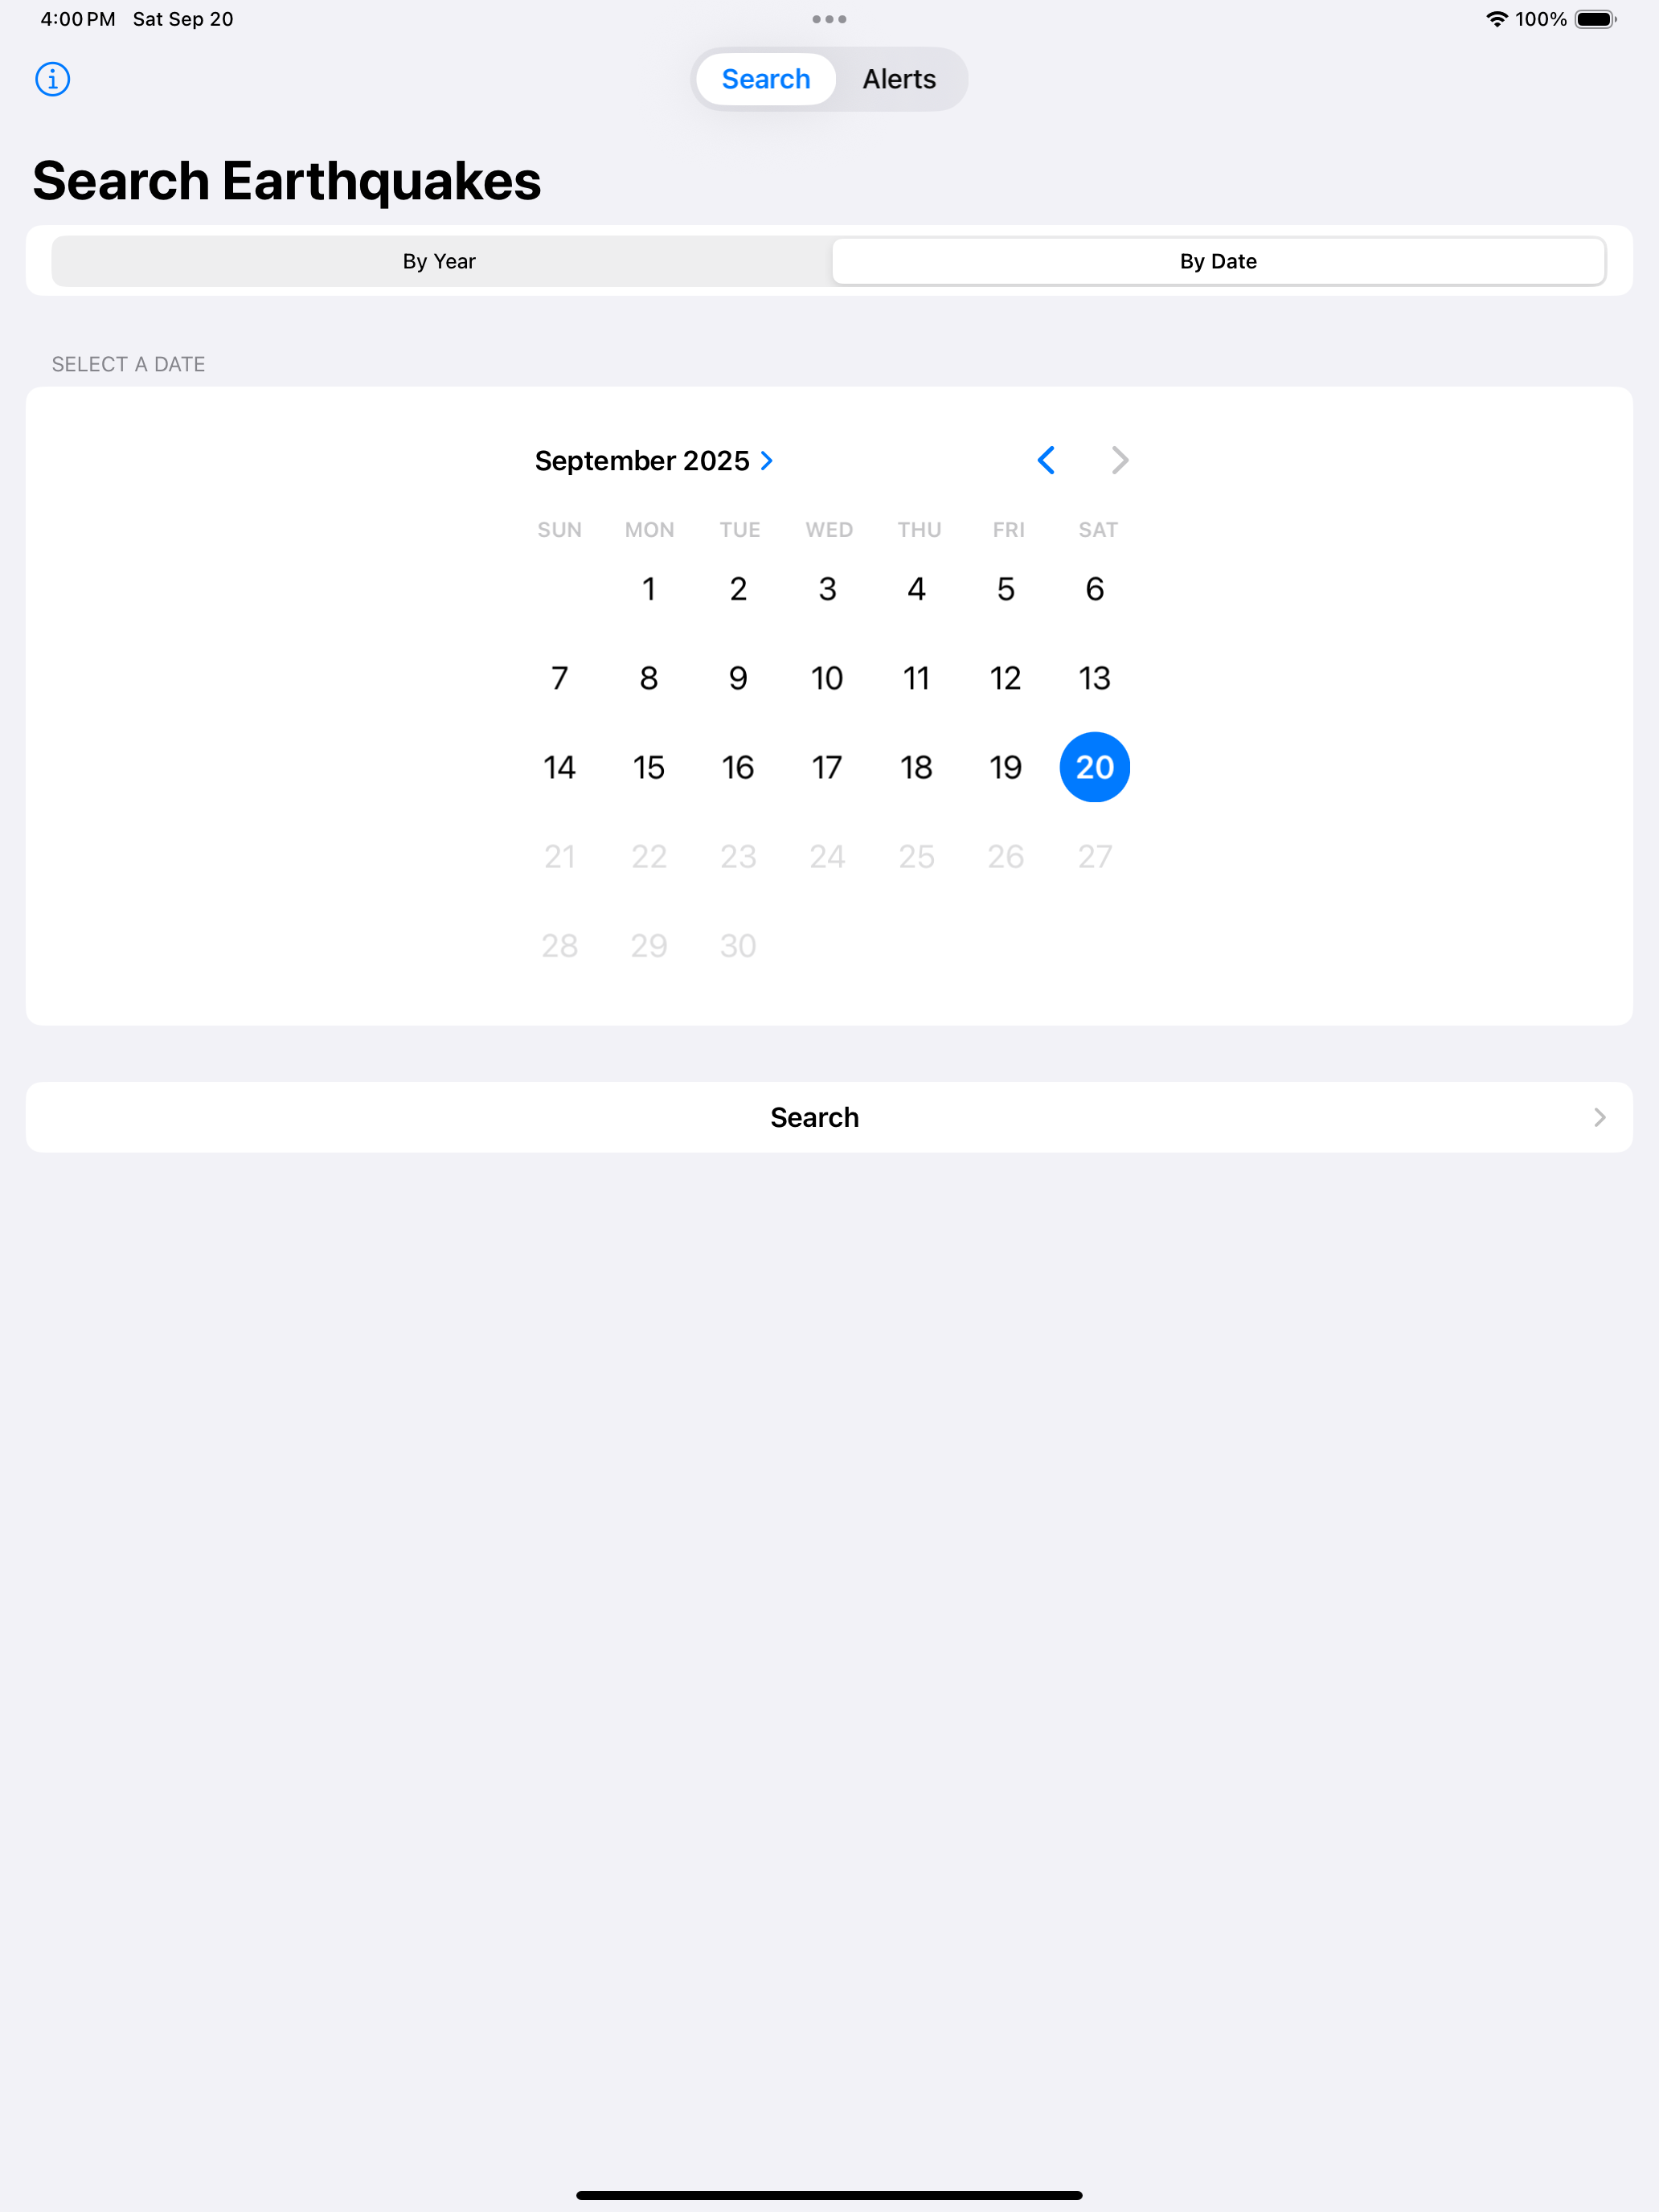 4:00 PM Sat Sep 20 100%
Search Alerts
Search Earthquakes
By Year By Date
SELECT A DATE
September 2025
SUN MON TUE WED THU FRI SAT
1 2 3 4 5 6
7 8 9 10 11 12 13
14 15 16 17 18 19 20
21 22 23 24 25 26 27
28 29 30
Search